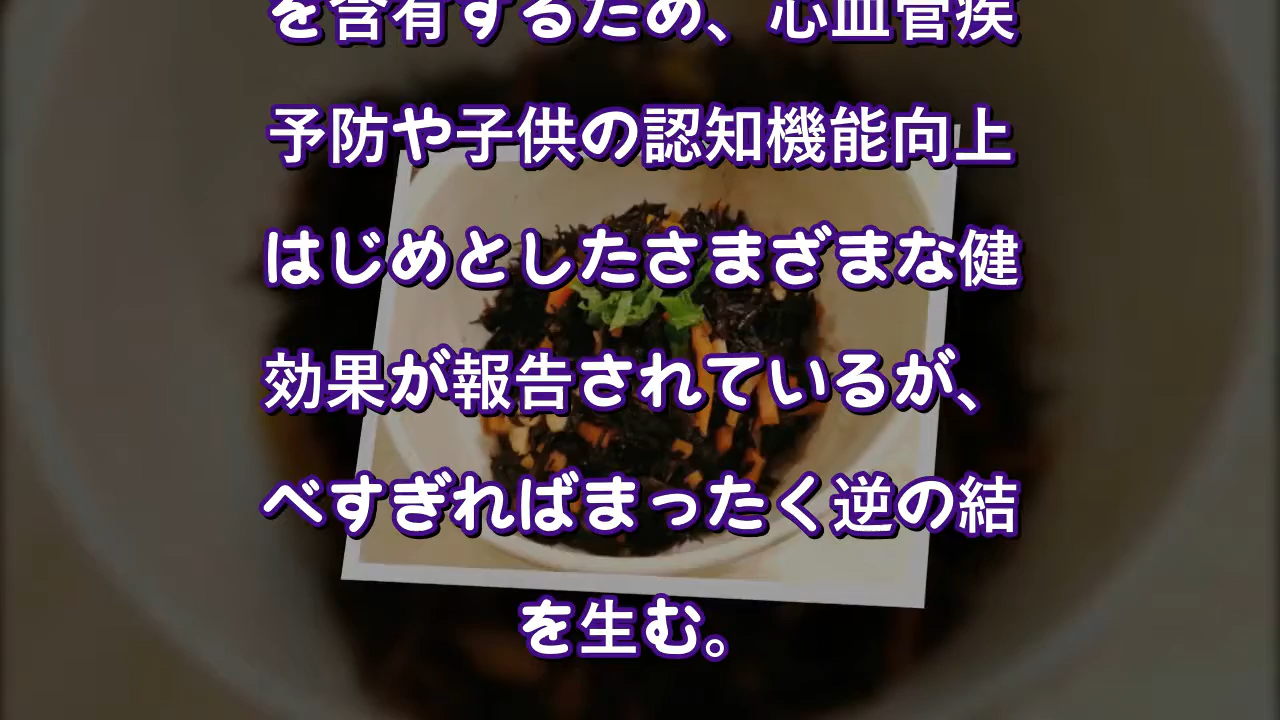 を含有するため、心血管疾
予防や子供の認知機能向上
はじめとしたさまざまな健
効果が報告されているが、
べすぎればまったく逆の結
を生む。